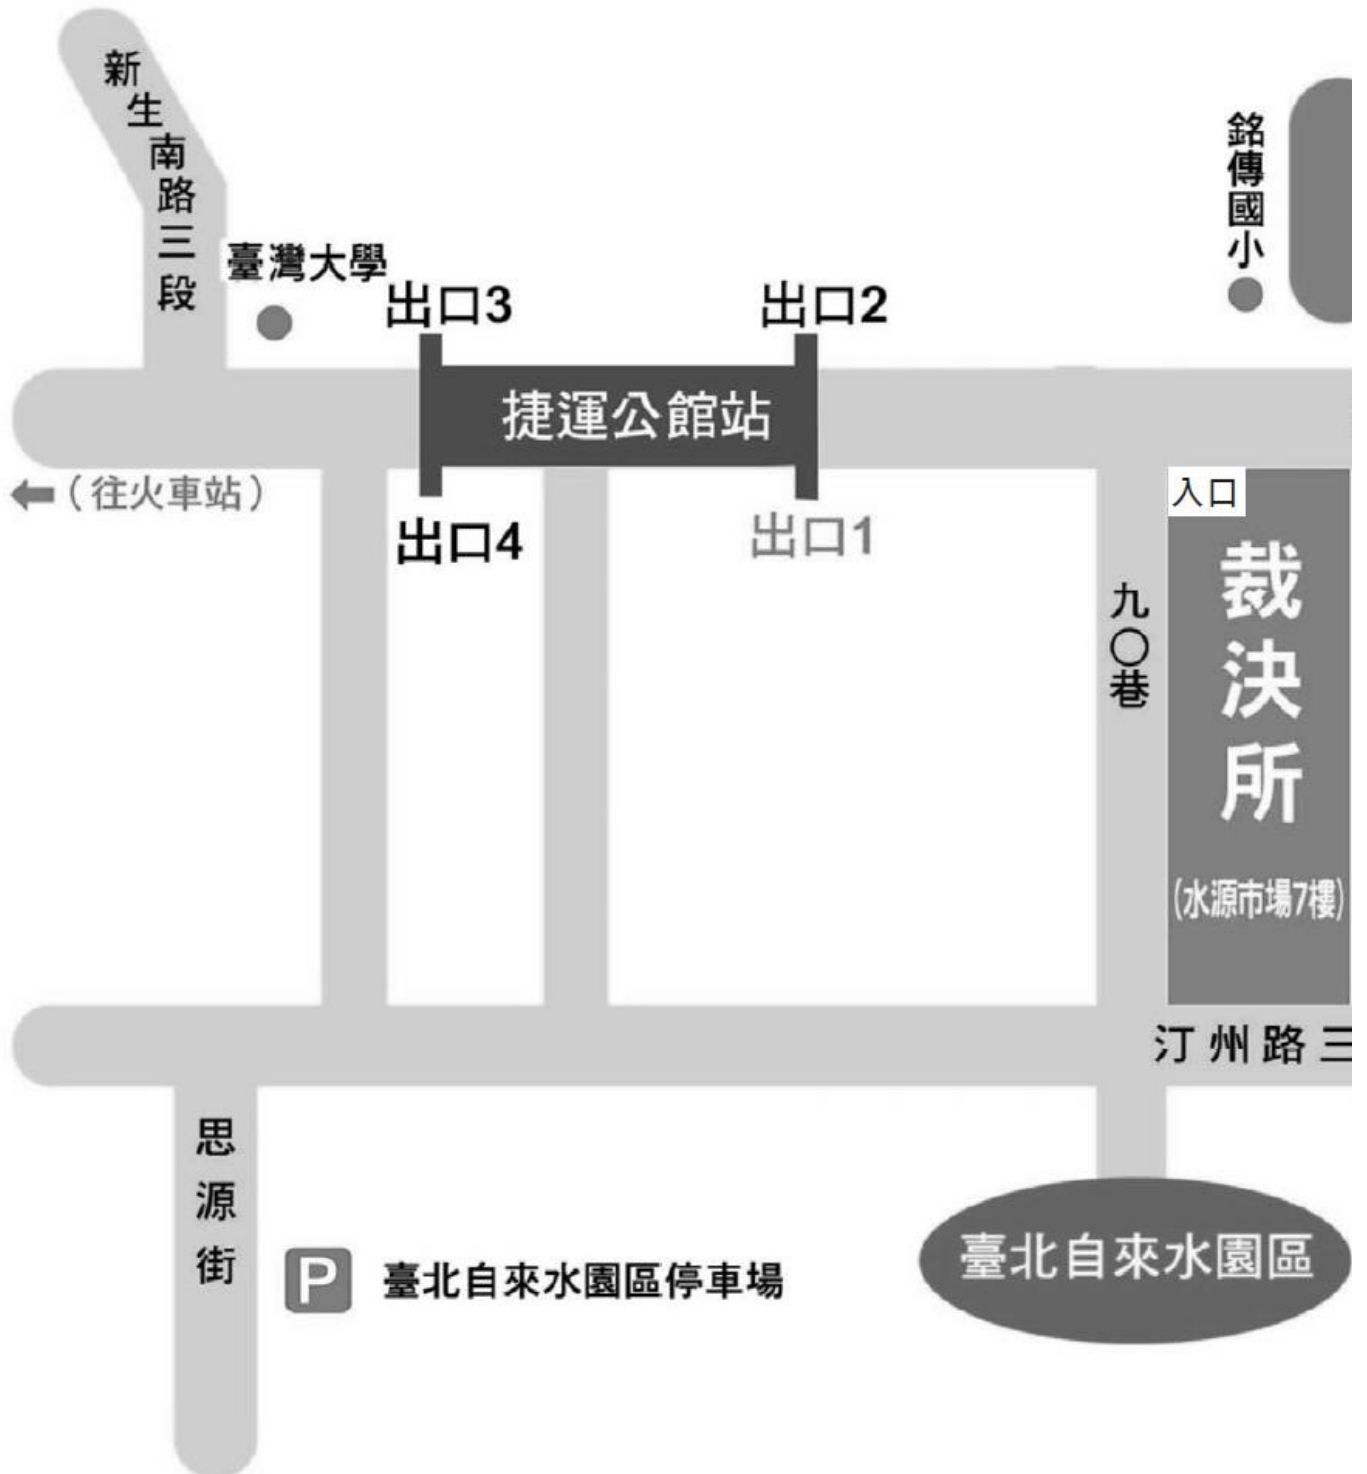 新生南路三段
銘傳國小
臺灣大學
出口3
出口2
捷運公館站
(往火車站)
入口
出口4
出口1
九〇巷
裁決所
(水源市場7樓)
汀州路三
思源街
P
臺北自來水園區停車場
臺北自來水園區